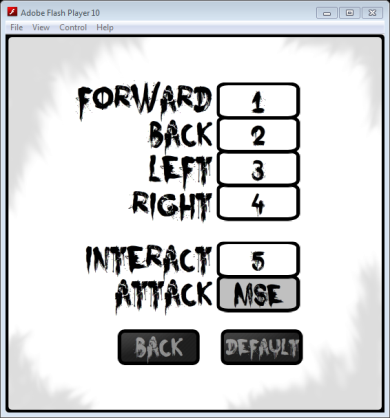 Adobe Flash Player 10
File View Control Help
FORWARD 1
BACK 2
LEFT 3
RIGHT 4
INTERACT 5
ATTACK MSE
BACK DEFAULT